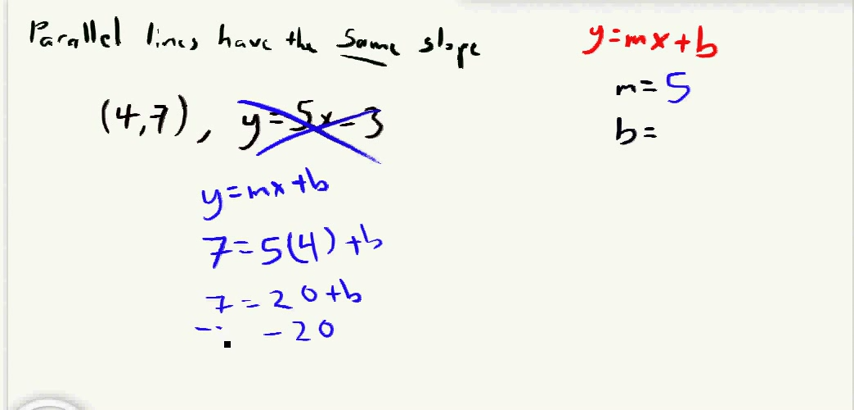 Parallel lines have the same slope
y=mx+b
m=5
b=
(4,7), y=5x-3
y=mx+b
7=5(4)+b
7=20+b
- -20